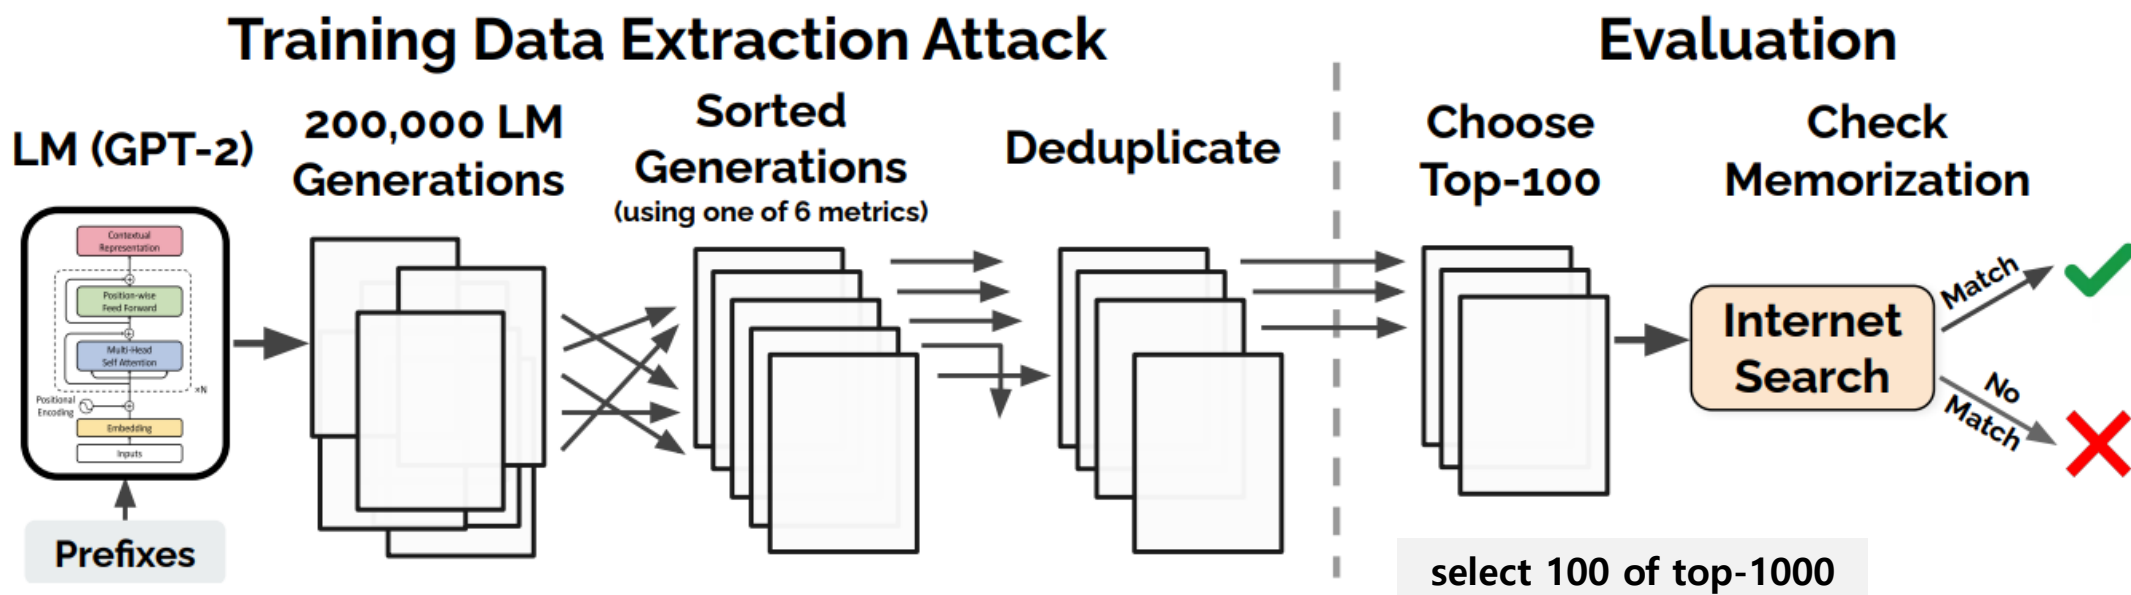 Training Data Extraction Attack
Evaluation
LM (GPT-2)
200,000 LM
Generations
Sorted
Generations
(using one of 6 metrics)
Deduplicate
Choose
Top-100
Check
Memorization
Contextual
Representation
Position-wise
Feed Forward
Multi-Head
Self Attention
×N
Positional
Encoding
Embedding
Inputs
Prefixes
Internet
Search
Match
No
Match
select 100 of top-1000